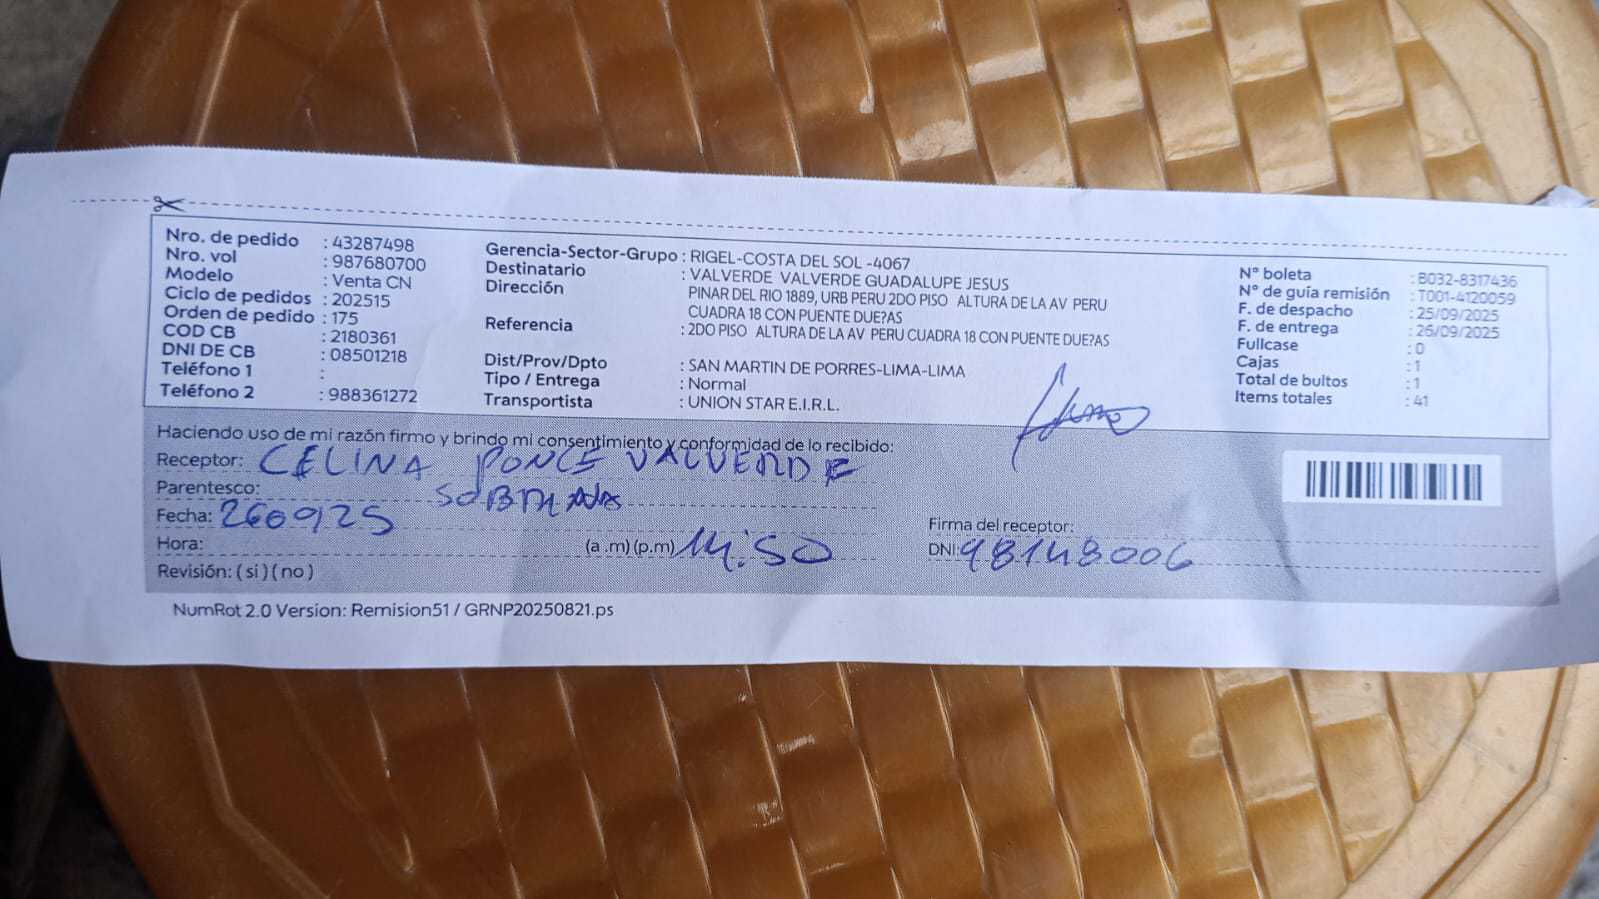 Nro. de pedido : 43287498
Nro. vol : 987680700
Modelo : Venta CN
Ciclo de pedidos : 202515
Orden de pedido : 175
COD CB : 2180361
DNI DE CB : 08501218
Teléfono 1 :
Teléfono 2 : 988361272
Gerencia-Sector-Grupo : RIGEL-COSTA DEL SOL -4067
Destinatario : VALVERDE VALVERDE GUADALUPE JESUS
Dirección PINAR DEL RIO 1889, URB PERU 2DO PISO ALTURA DE LA AV PERU
CUADRA 18 CON PUENTE DUE?AS
Referencia : 2DO PISO ALTURA DE LA AV PERU CUADRA 18 CON PUENTE DUE?AS
Dist/Prov/Dpto : SAN MARTIN DE PORRES-LIMA-LIMA
Tipo / Entrega : Normal
Transportista : UNION STAR E.I.R.L.
N° boleta : B032-8317436
N° de guía remisión : T001-4120059
F. de despacho : 25/09/2025
F. de entrega : 26/09/2025
Fullcase : 0
Cajas : 1
Total de bultos : 1
Items totales : 41
Haciendo uso de mi razón firmo y brindo mi consentimiento y conformidad de lo recibido:
Receptor: CELINA PONCE VALVERDE
Parentesco:
Fecha: 260925
Hora: (a .m) (p.m) 14:50
Revisión: ( si ) ( no )
Firma del receptor:
DNI: 98148006
NumRot 2.0 Version: Remision51 / GRNP20250821.ps